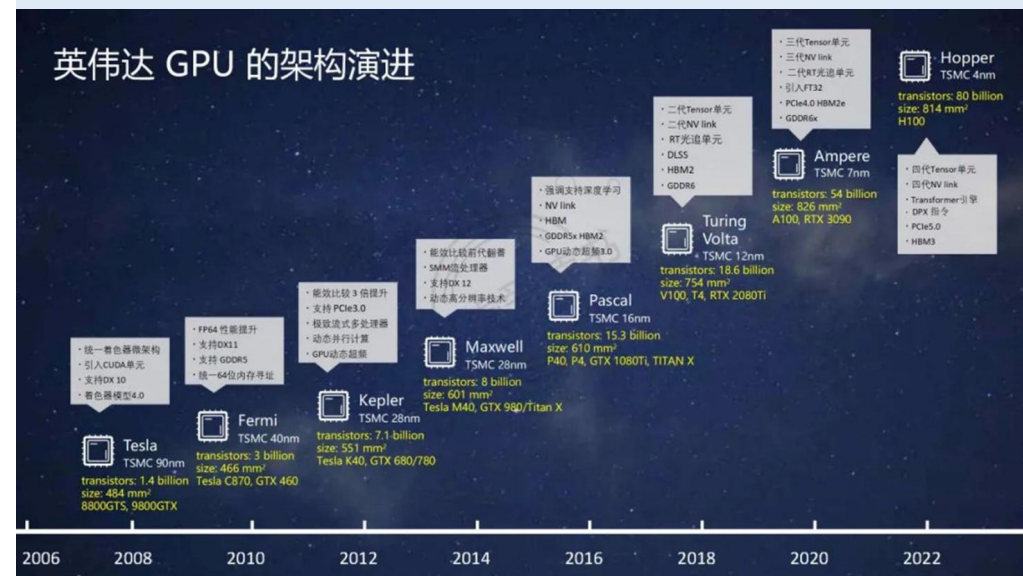 英伟达 GPU 的架构演进
· 统一着色器微架构
· 引入CUDA单元
· 支持DX 10
· 着色器模型4.0
Tesla
TSMC 90nm
transistors: 1.4 billion
size: 484 mm²
8800GTS, 9800GTX
· FP64 性能提升
· 支持DX11
· 支持 GDDR5
· 统一64位内存寻址
Fermi
TSMC 40nm
transistors: 3 billion
size: 466 mm²
Tesla C870, GTX 460
· 能效比较 3 倍提升
· 支持 PCIe3.0
· 极致流式多处理器
· 动态并行计算
· GPU动态超频
Kepler
TSMC 28nm
transistors: 7.1 billion
size: 551 mm²
Tesla K40, GTX 680/780
· 能效比较前代翻番
· SMM流处理器
· 支持DX 12
· 动态高分辨率技术
Maxwell
TSMC 28nm
transistors: 8 billion
size: 601 mm²
Tesla M40, GTX 980/Titan X
· 强调支持深度学习
· NV link
· HBM
· GDDR5x HBM2
· GPU动态超频3.0
Pascal
TSMC 16nm
transistors: 15.3 billion
size: 610 mm²
P40, P4, GTX 1080Ti, TITAN X
· 二代Tensor单元
· 二代NV link
· RT光追单元
· DLSS
· HBM2
· GDDR6
Turing
Volta
TSMC 12nm
transistors: 18.6 billion
size: 754 mm²
V100, T4, RTX 2080Ti
· 三代Tensor单元
· 三代NV link
· 二代RT光追单元
· 引入FT32
· PCIe4.0 HBM2e
· GDDR6x
Ampere
TSMC 7nm
transistors: 54 billion
size: 826 mm²
A100, RTX 3090
Hopper
TSMC 4nm
transistors: 80 billion
size: 814 mm²
H100
· 四代Tensor单元
· 四代NV link
· Transformer引擎
· DPX 指令
· PCIe5.0
· HBM3
2006 2008 2010 2012 2014 2016 2018 2020 2022